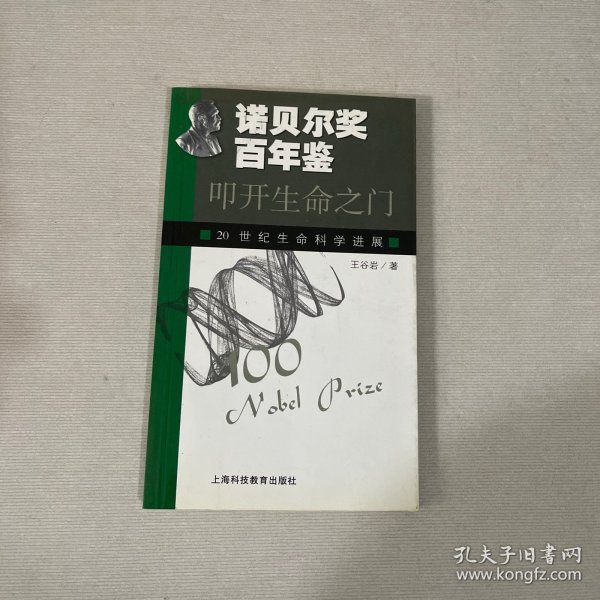 诺贝尔奖
百年鉴
叩开生命之门
20 世纪生命科学进展
王谷岩/著
100
Nobel Prize
上海科技教育出版社
孔夫子旧书网
www.kongfz.com